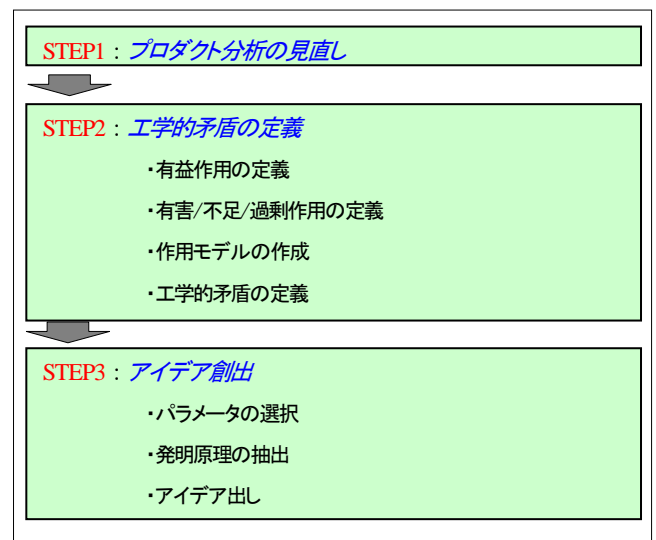 STEP1：プロダクト分析の見直し
STEP2：工学的矛盾の定義
・有益作用の定義
・有害/不足/過剰作用の定義
・作用モデルの作成
・工学的矛盾の定義
STEP3：アイデア創出
・パラメータの選択
・発明原理の抽出
・アイデア出し